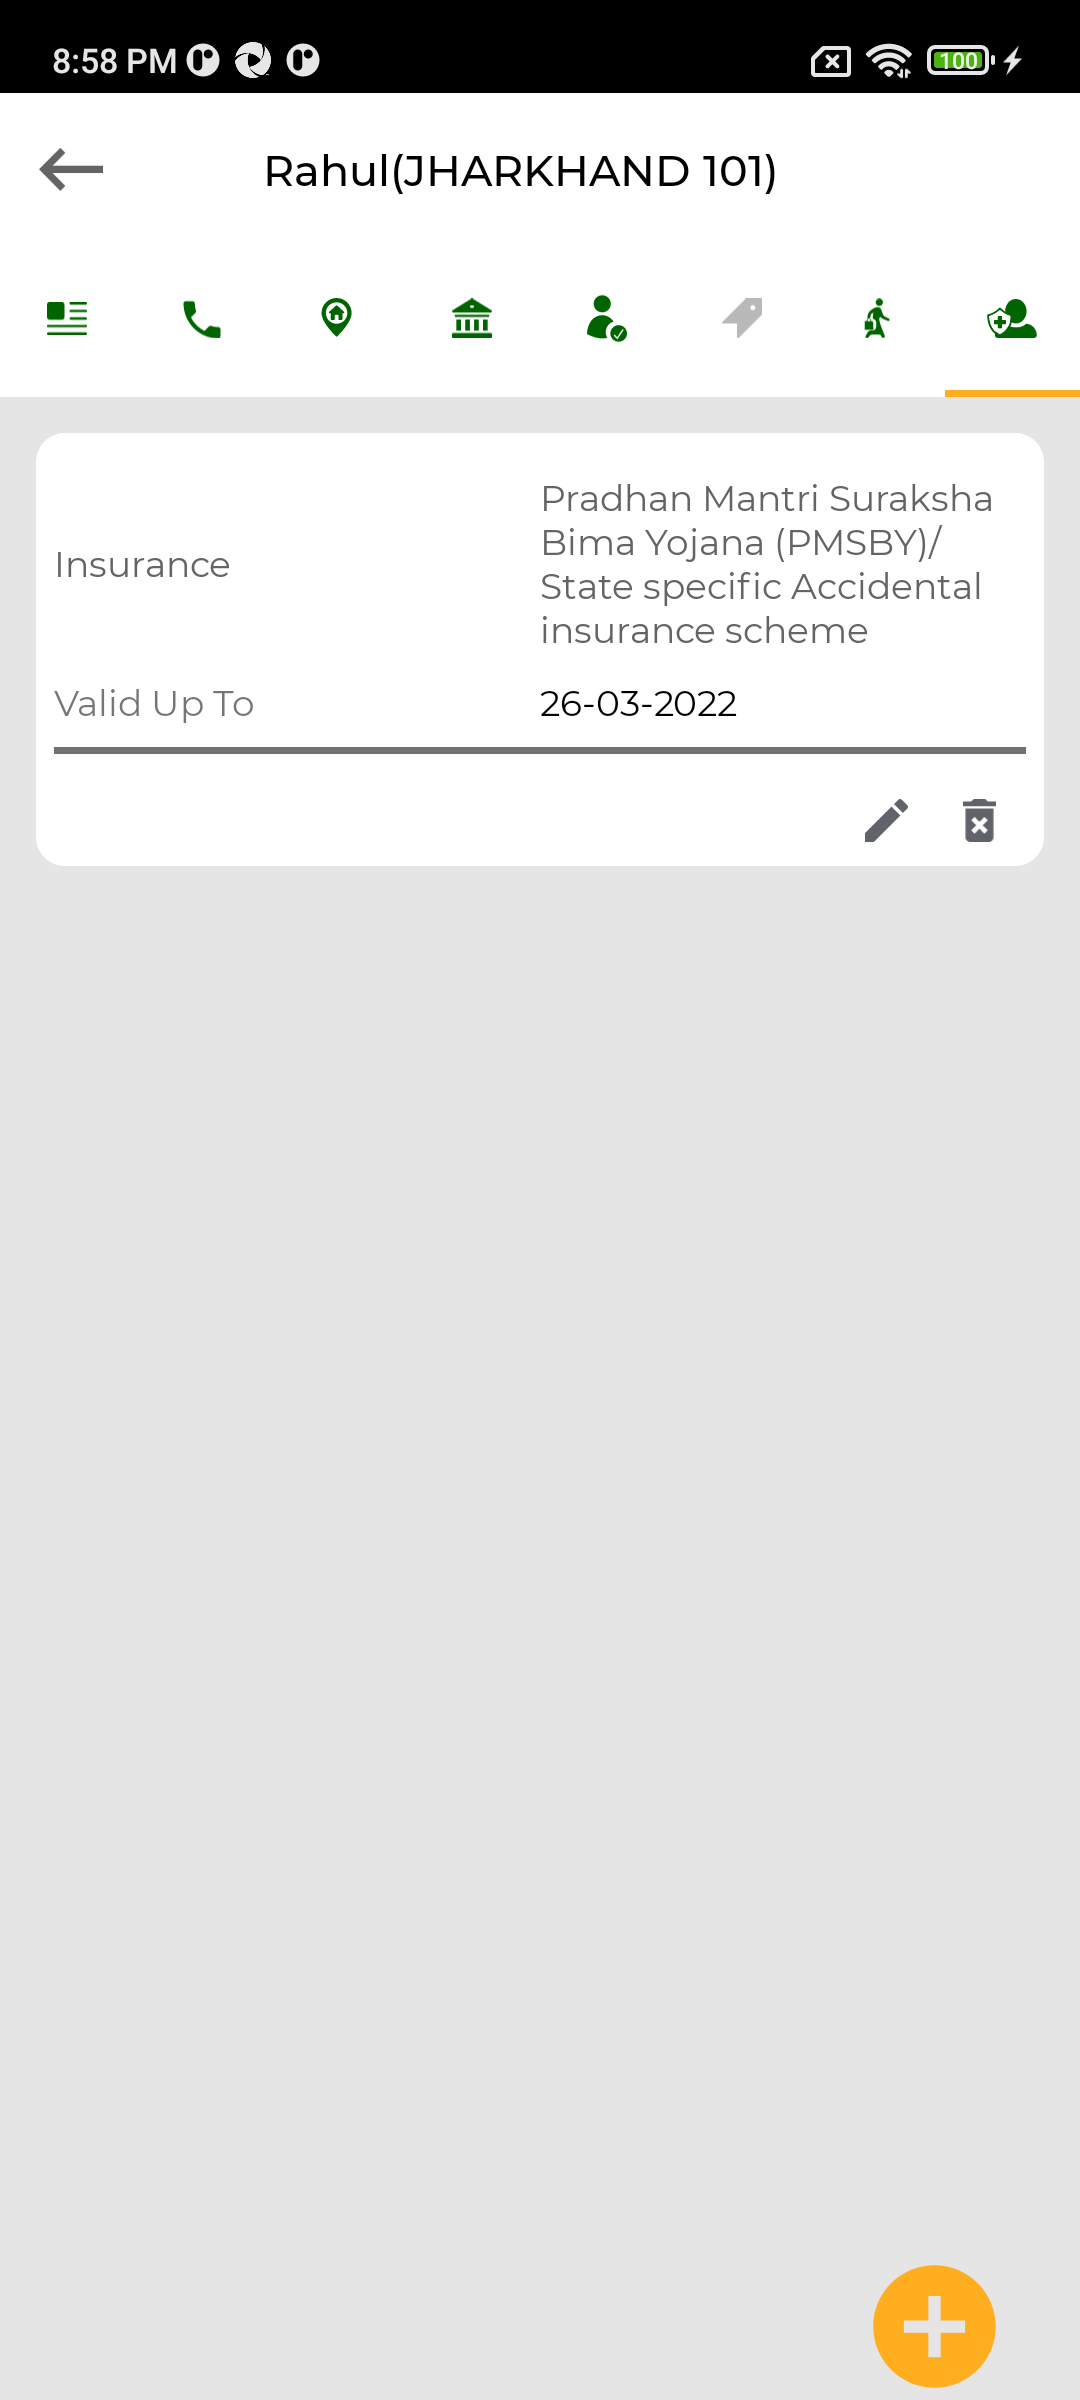 8:58 PM
100
Rahul(JHARKHAND 101)
Insurance
Pradhan Mantri Suraksha
Bima Yojana (PMSBY)/
State specific Accidental
insurance scheme
Valid Up To
26-03-2022